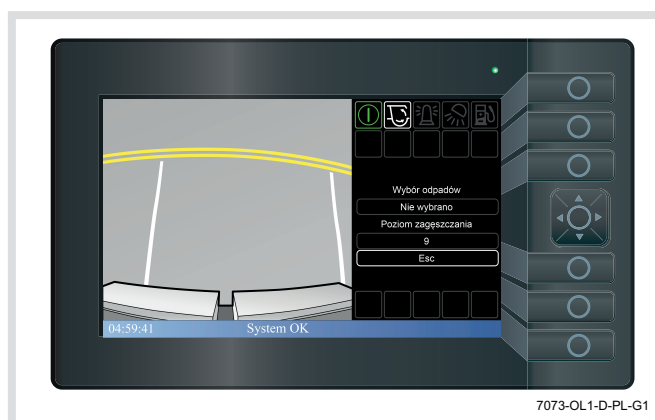 Wybór odpadów
Nie wybrano
Poziom zagęszczania
9
Esc
04:59:41 System OK
7073-OL1-D-PL-G1